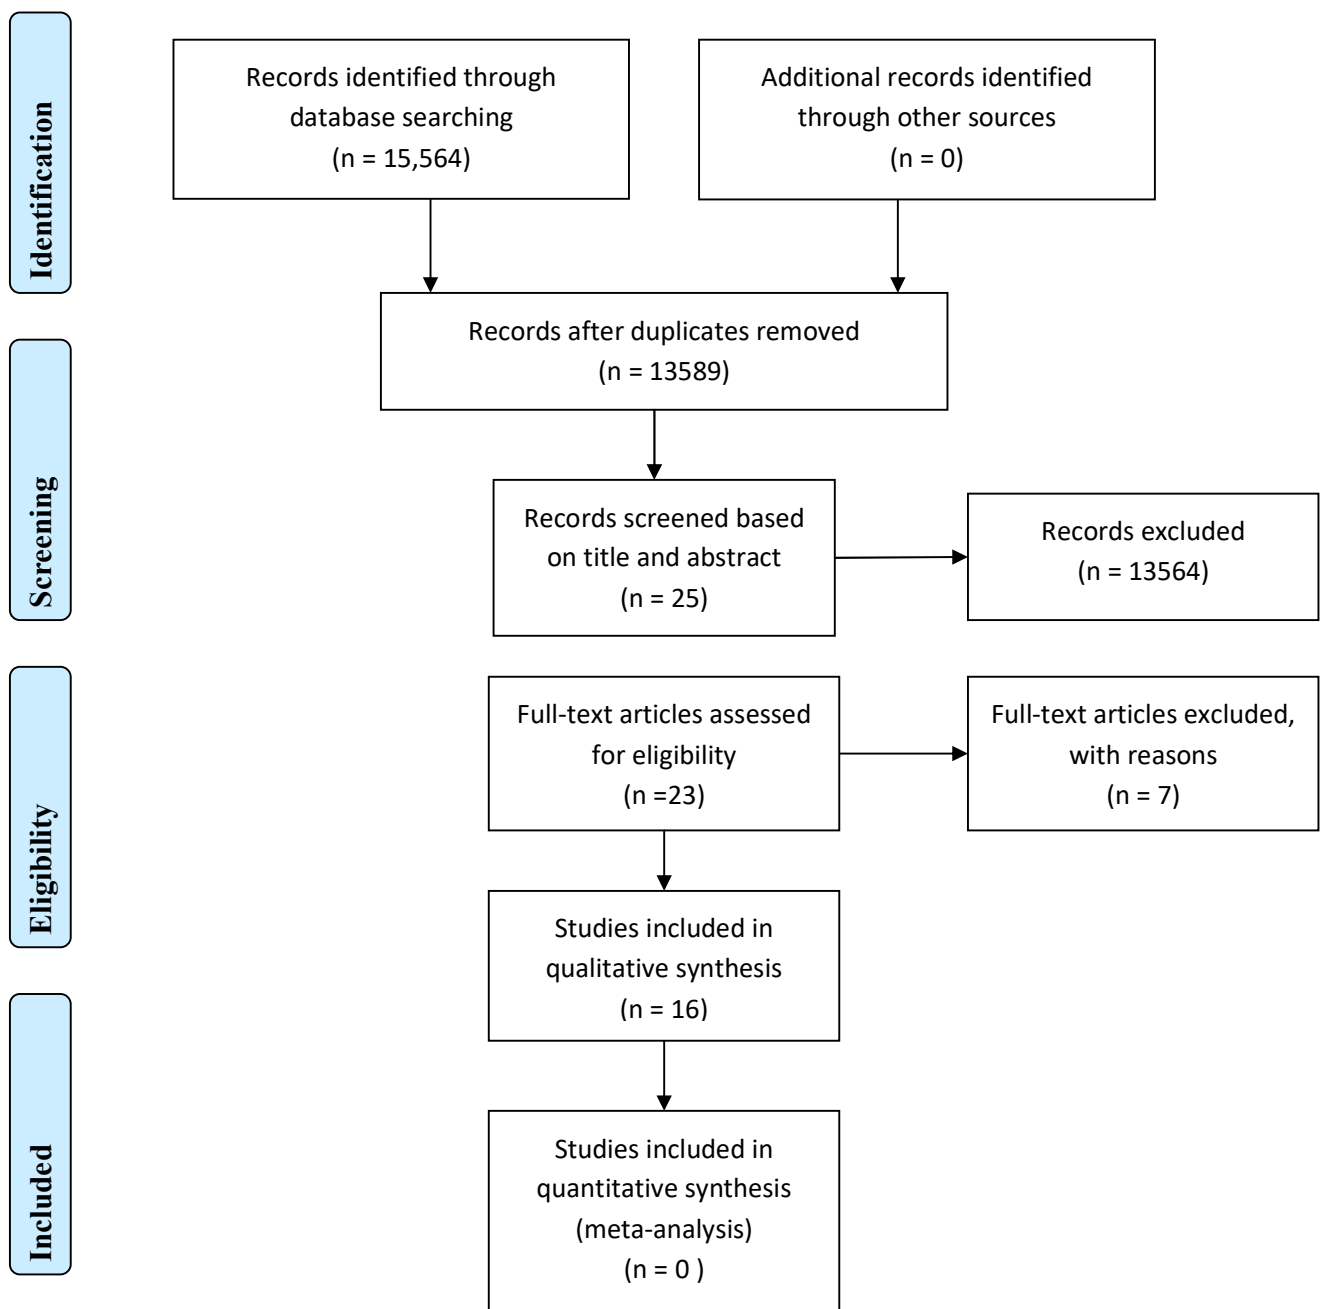 Identification
Records identified through
database searching
(n = 15,564)
Additional records identified
through other sources
(n = 0)
Records after duplicates removed
(n = 13589)
Screening
Records screened based
on title and abstract
(n = 25)
Records excluded
(n = 13564)
Eligibility
Full-text articles assessed
for eligibility
(n =23)
Full-text articles excluded,
with reasons
(n = 7)
Studies included in
qualitative synthesis
(n = 16)
Included
Studies included in
quantitative synthesis
(meta-analysis)
(n = 0 )